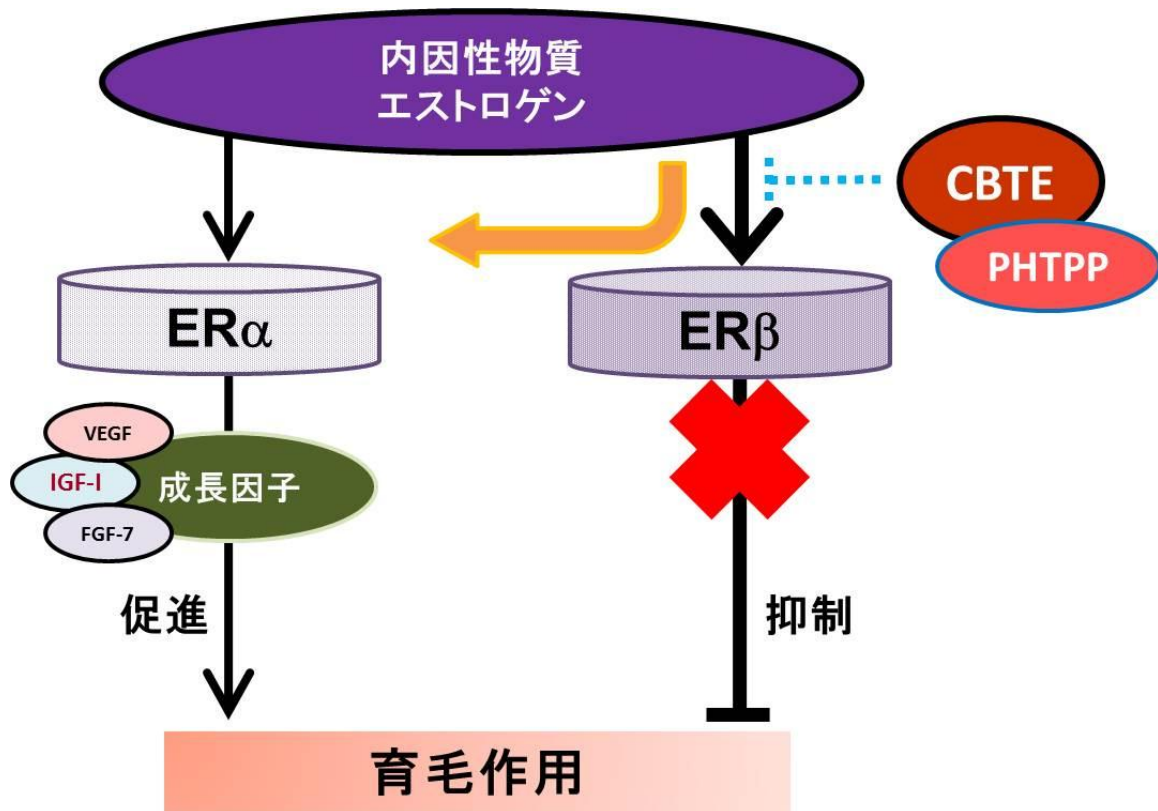 内因性物質
エストロゲン
CBTE
PHTPP
ERα
ERβ
VEGF
IGF-I
成長因子
FGF-7
促進
抑制
育毛作用